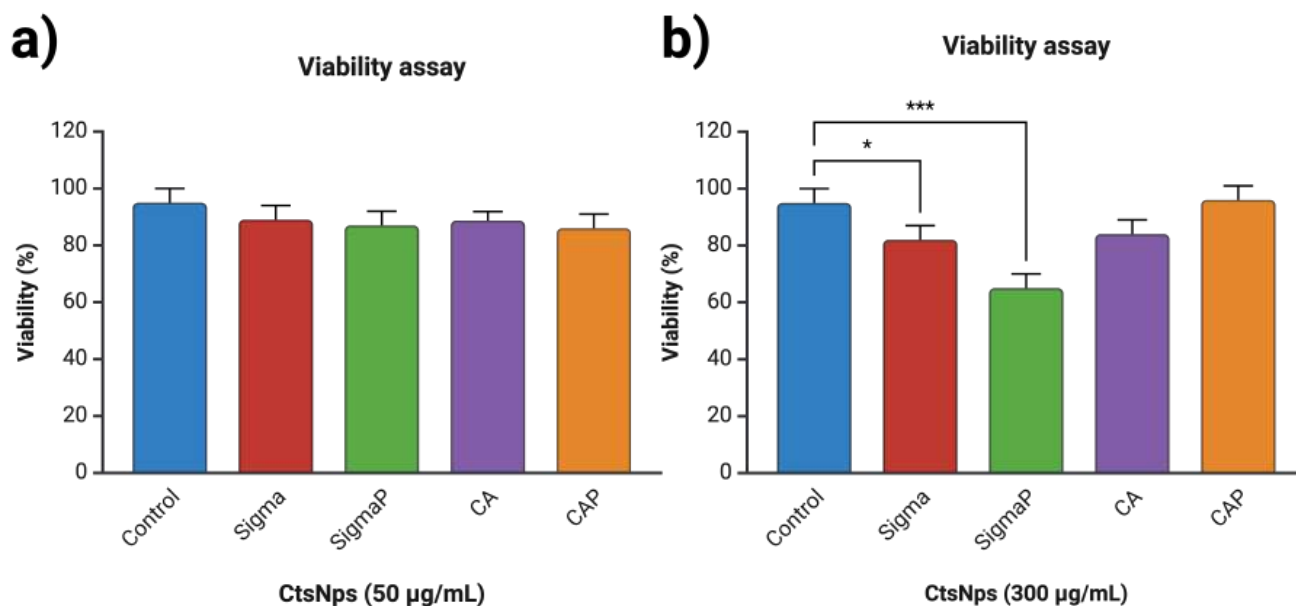 a)
Viability assay
120
100
80
60
40
20
0
Viability (%)
Control
Sigma
SigmaP
CA
CAP
CtsNps (50 µg/mL)
b)
Viability assay
***
*
120
100
80
60
40
20
0
Viability (%)
Control
Sigma
SigmaP
CA
CAP
CtsNps (300 µg/mL)